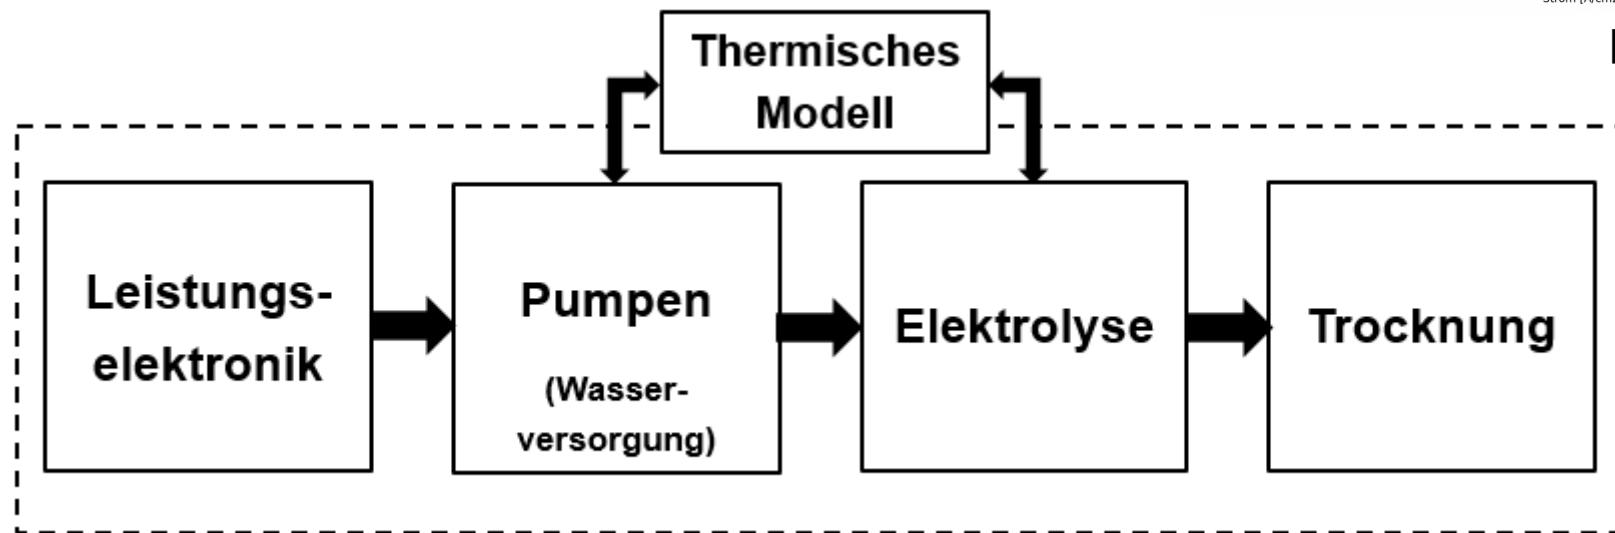 Thermisches
Modell
Leistungs-
elektronik
Pumpen
(Wasser-
versorgung)
Elektrolyse
Trocknung